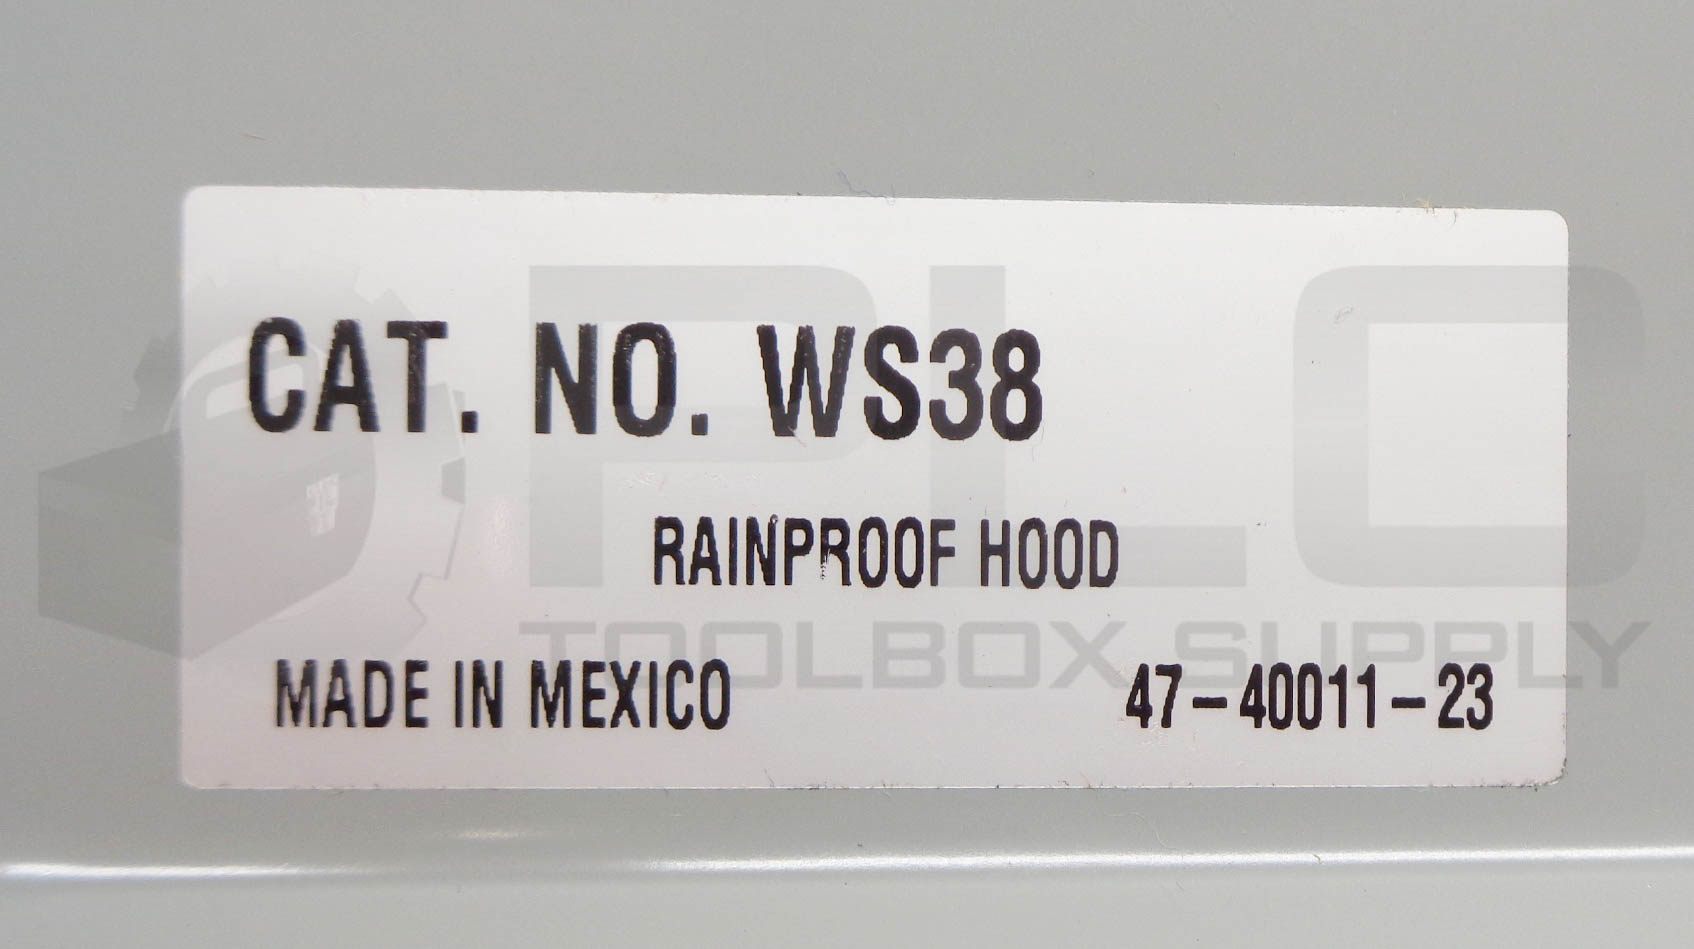 CAT. NO. WS38
RAINPROOF HOOD
MADE IN MEXICO 47-40011-23
PLC
TOOLBOX SUPPLY